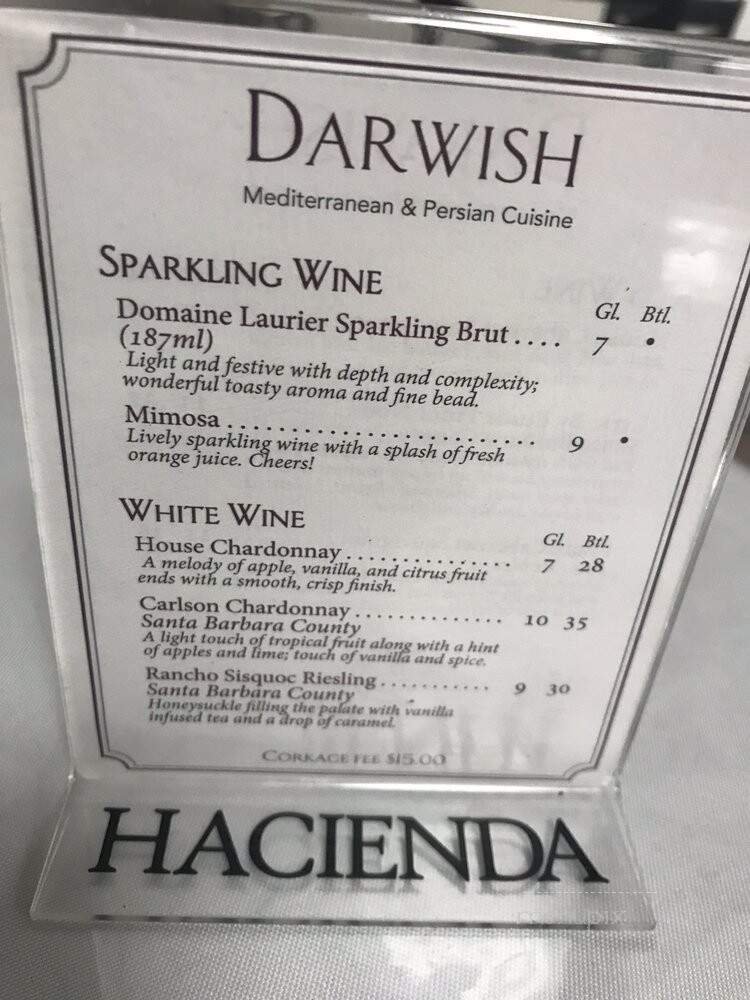 DARWISH
Mediterranean & Persian Cuisine
SPARKLING WINE
Gl. Btl.
Domaine Laurier Sparkling Brut .... 7 •
(187ml)
Light and festive with depth and complexity;
wonderful toasty aroma and fine bead.
Mimosa ........................... 9 •
Lively sparkling wine with a splash of fresh
orange juice. Cheers!
WHITE WINE
Gl. Btl.
House Chardonnay ................ 7 28
A melody of apple, vanilla, and citrus fruit
ends with a smooth, crisp finish.
Carlson Chardonnay .............. 10 35
Santa Barbara County
A light touch of tropical fruit along with a hint
of apples and lime; touch of vanilla and spice.
Rancho Sisquoc Riesling ........... 9 30
Santa Barbara County
Honeysuckle filling the palate with vanilla
infused tea and a drop of caramel.
CORKAGE FEE $15.00
HACIENDA